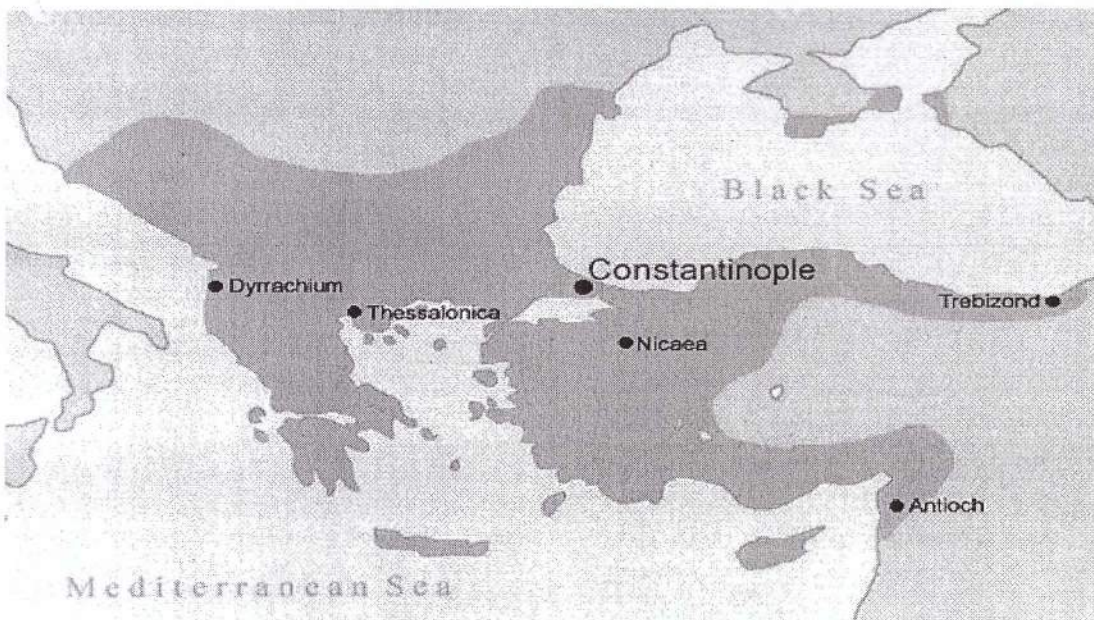 Black Sea
Constantinople
Dyrrachium
Trebizond
Thessalonica
Nicaea
Antioch
Mediterranean Sea